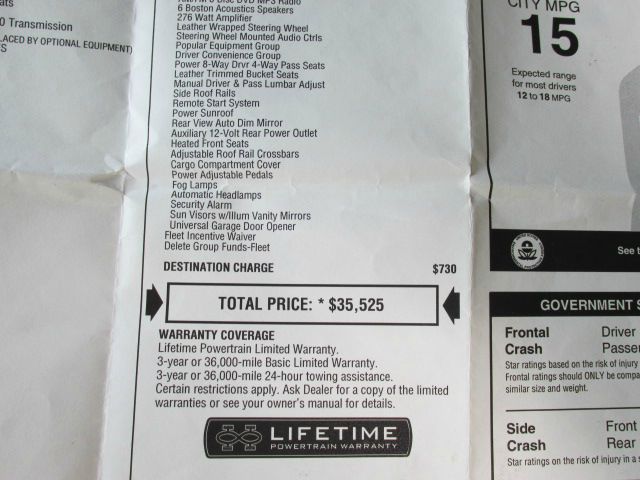 ats
0 Transmission
LACED BY OPTIONAL EQUIPMENT)
S
Disc DVD MP3 Radio
6 Boston Acoustics Speakers
276 Watt Amplifier
Leather Wrapped Steering Wheel
Steering Wheel Mounted Audio Ctrls
Popular Equipment Group
Driver Convenience Group
Power 8-Way Drvr 4-Way Pass Seats
Leather Trimmed Bucket Seats
Manual Driver & Pass Lumbar Adjust
Side Roof Rails
Remote Start System
Power Sunroof
Rear View Auto Dim Mirror
Auxiliary 12-Volt Rear Power Outlet
Heated Front Seats
Adjustable Roof Rail Crossbars
Cargo Compartment Cover
Power Adjustable Pedals
Fog Lamps
Automatic Headlamps
Security Alarm
Sun Visors w/Illum Vanity Mirrors
Universal Garage Door Opener
Fleet Incentive Waiver
Delete Group Funds-Fleet
DESTINATION CHARGE $730
TOTAL PRICE: * $35,525
WARRANTY COVERAGE
Lifetime Powertrain Limited Warranty.
3-year or 36,000-mile Basic Limited Warranty.
3-year or 36,000-mile 24-hour towing assistance.
Certain restrictions apply. Ask Dealer for a copy of the limited
warranties or see your owner's manual for details.
LIFETIME
POWERTRAIN WARRANTY
CITY MPG
15
Expected range
for most drivers
12 to 18 MPG
See t
GOVERNMENT S
Frontal Driver
Crash Passe
Star ratings based on the risk of injury
Frontal ratings should ONLY be compa
similar size and weight.
Side Front
Crash Rear
Star ratings on the risk of injury in a s